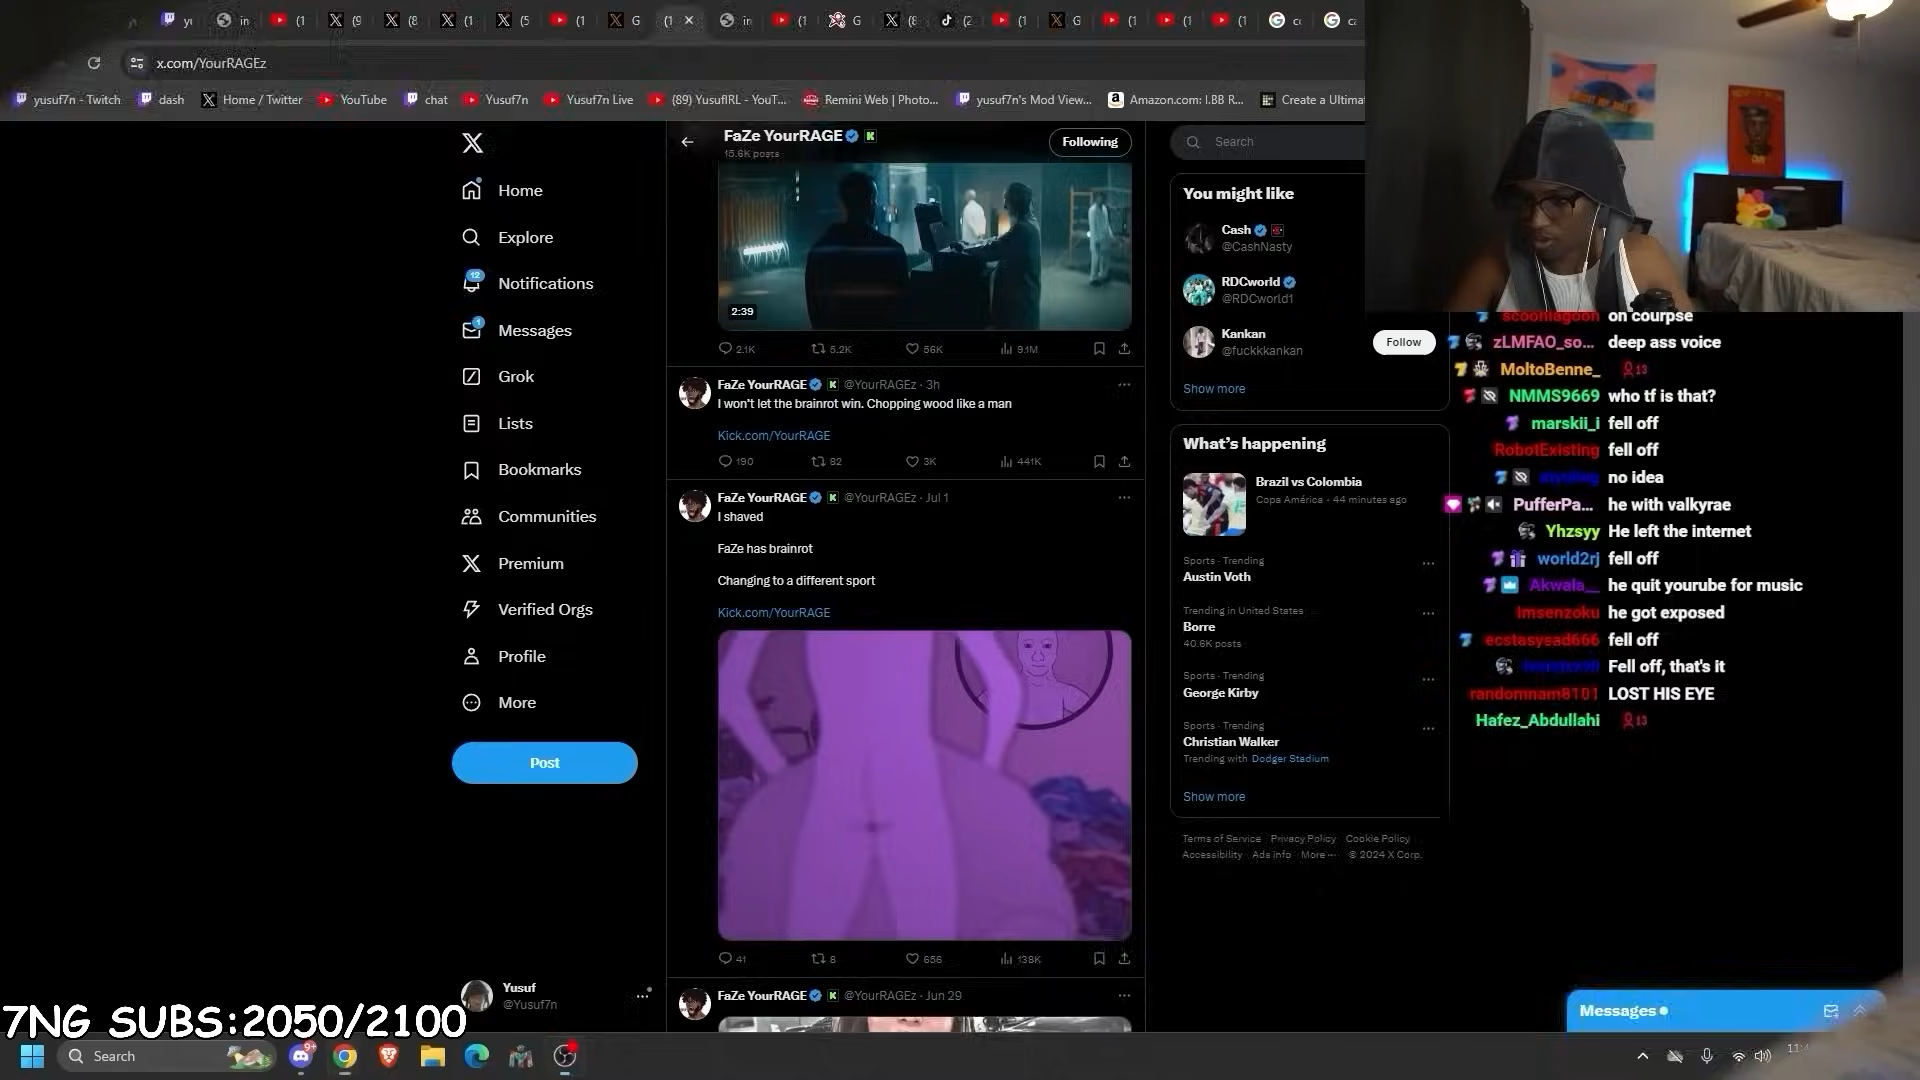 x.com/YourRAGEz
yusuf7n - Twitch
dash
Home / Twitter
YouTube
chat
Yusuf7n
Yusuf7n Live
(89) YusufIRL - YouT...
Remini Web | Photo...
yusuf7n's Mod View...
Amazon.com: I.BB R...
Create a Ultima
Home
Explore
12
Notifications
1
Messages
Grok
Lists
Bookmarks
Communities
Premium
Verified Orgs
Profile
More
Post
Yusuf
@Yusuf7n
FaZe YourRAGE
15.6K posts
Following
2:39
2.1K 5.2K 56K 9.1M
FaZe YourRAGE @YourRAGEz · 3h
I won't let the brainrot win. Chopping wood like a man
Kick.com/YourRAGE
190 82 3K 441K
FaZe YourRAGE @YourRAGEz · Jul 1
I shaved
FaZe has brainrot
Changing to a different sport
Kick.com/YourRAGE
41 8 656 138K
FaZe YourRAGE @YourRAGEz · Jun 29
Search
You might like
Cash
@CashNasty
RDCworld
@RDCworld1
Kankan
@fuckkkankan
Follow
Show more
What's happening
Brazil vs Colombia
Copa América · 44 minutes ago
Sports · Trending
Austin Voth
Trending in United States
Borre
40.6K posts
Sports · Trending
George Kirby
Sports · Trending
Christian Walker
Trending with Dodger Stadium
Show more
Terms of Service Privacy Policy Cookie Policy
Accessibility Ads info More ··· © 2024 X Corp.
on courpse
zLMFAO_so... deep ass voice
MoltoBenne_ 13
NMMS9669 who tf is that?
marskii_i fell off
RobotExisting fell off
no idea
PufferPa... he with valkyrae
Yhzsyy He left the internet
world2rj fell off
Akwala__ he quit yourube for music
Imsenzoku he got exposed
ecstasysad666 fell off
Fell off, that's it
randomnam8101 LOST HIS EYE
Hafez_Abdullahi 13
Messages
7NG SUBS:2050/2100
Search
9+